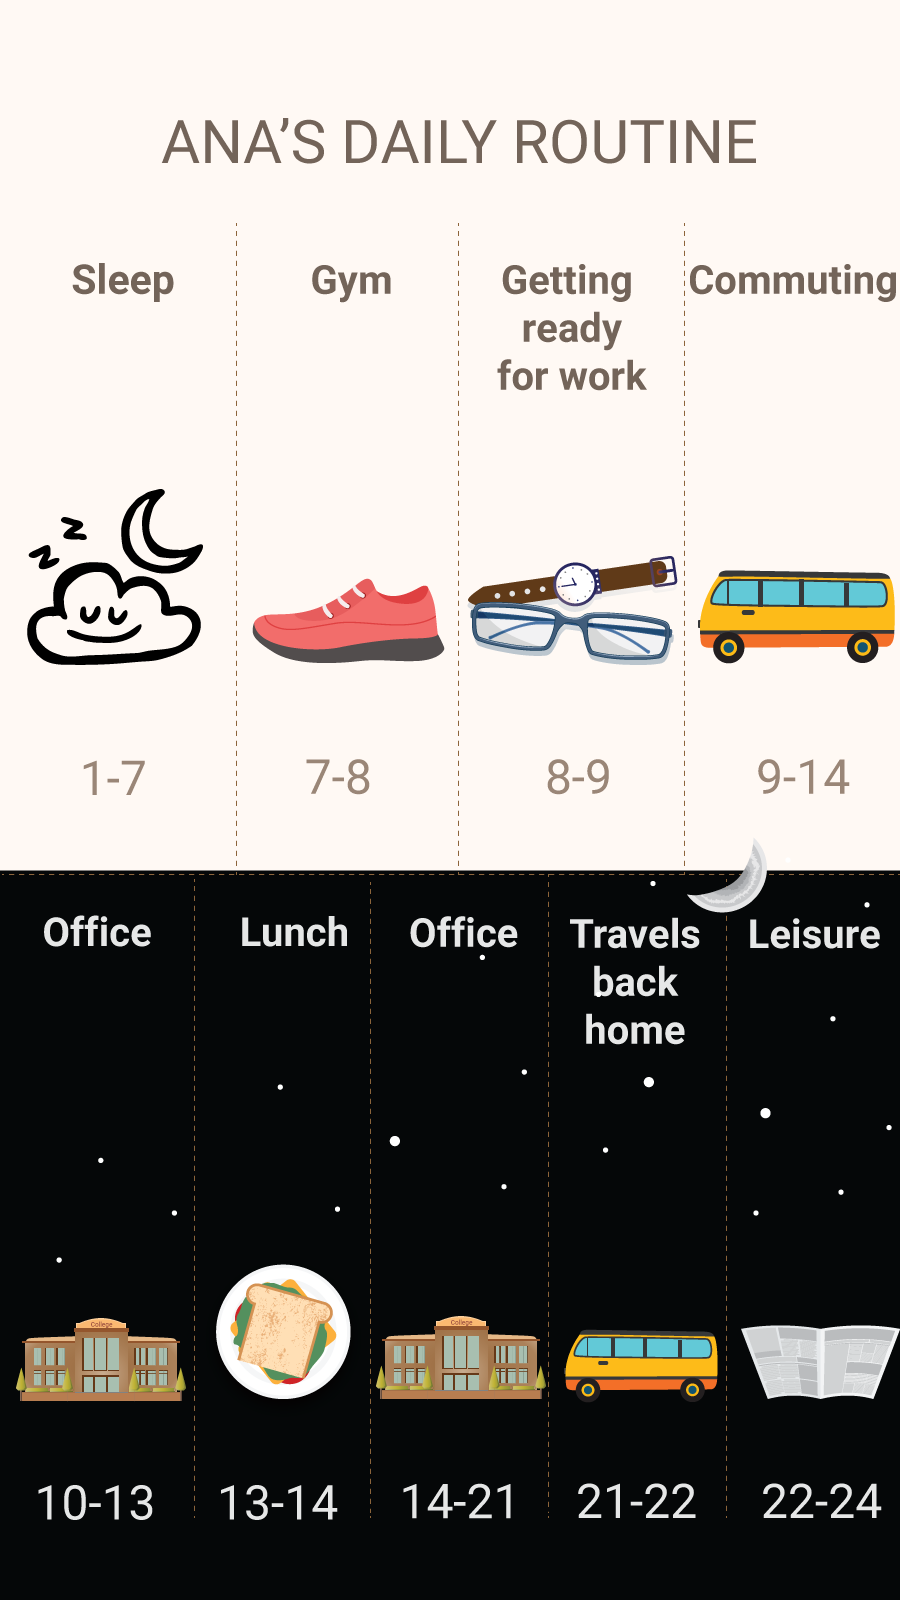 ANA’S DAILY ROUTINE
Sleep
Gym
Getting
ready
for work
Commuting
1-7
7-8
8-9
9-14
Office
Lunch
Office
Travels
back
home
Leisure
College
College
10-13
13-14
14-21
21-22
22-24